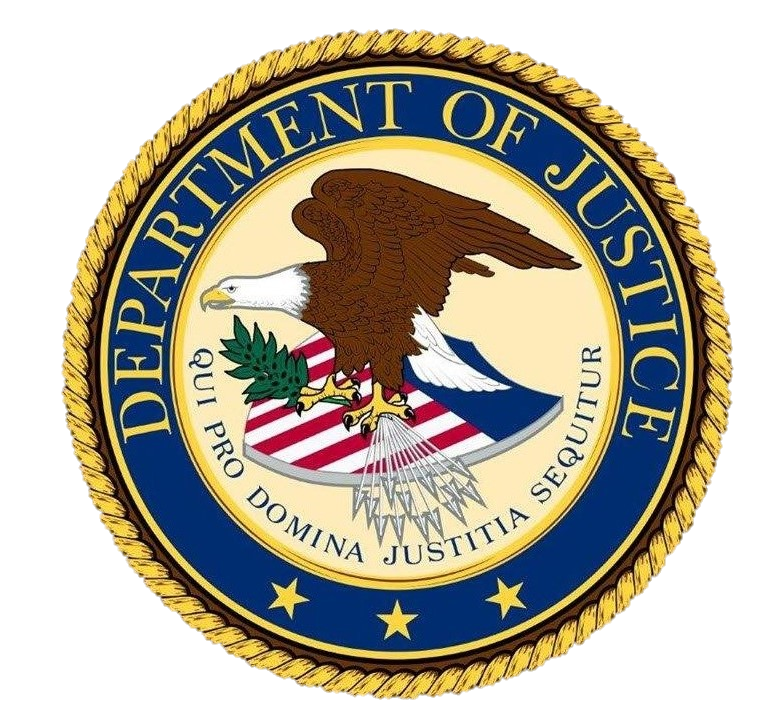 DEPARTMENT OF JUSTICE
QUI PRO DOMINA JUSTITIA SEQUITUR